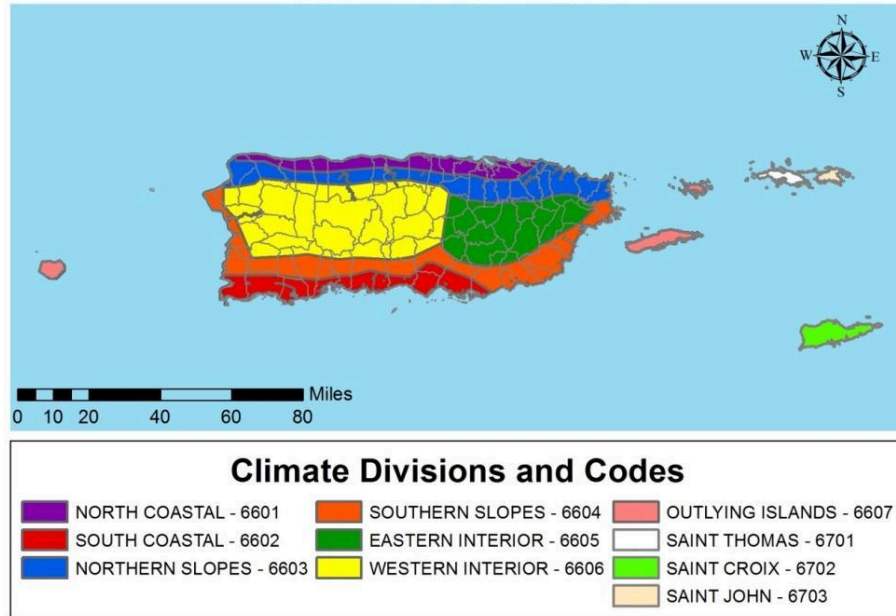 N
W E
S
Miles
0 10 20 40 60 80
Climate Divisions and Codes
NORTH COASTAL - 6601
SOUTH COASTAL - 6602
NORTHERN SLOPES - 6603
SOUTHERN SLOPES - 6604
EASTERN INTERIOR - 6605
WESTERN INTERIOR - 6606
OUTLYING ISLANDS - 6607
SAINT THOMAS - 6701
SAINT CROIX - 6702
SAINT JOHN - 6703